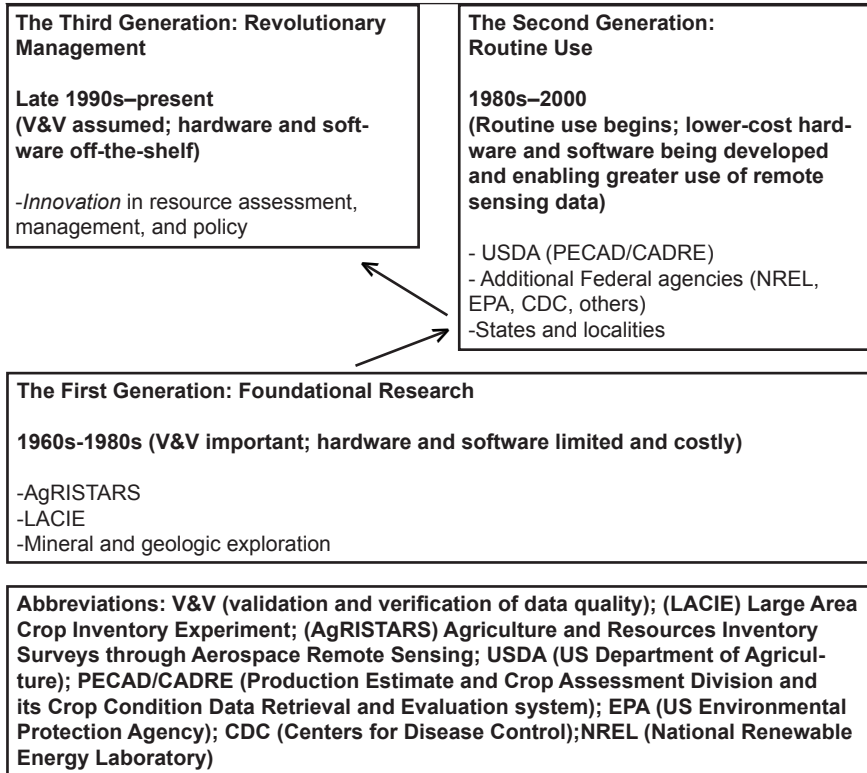 The Third Generation: Revolutionary
Management
Late 1990s–present
(V&V assumed; hardware and soft-
ware off-the-shelf)
-Innovation in resource assessment,
management, and policy
The Second Generation:
Routine Use
1980s–2000
(Routine use begins; lower-cost hard-
ware and software being developed
and enabling greater use of remote
sensing data)
- USDA (PECAD/CADRE)
- Additional Federal agencies (NREL,
EPA, CDC, others)
-States and localities
The First Generation: Foundational Research
1960s-1980s (V&V important; hardware and software limited and costly)
-AgRISTARS
-LACIE
-Mineral and geologic exploration
Abbreviations: V&V (validation and verification of data quality); (LACIE) Large Area
Crop Inventory Experiment; (AgRISTARS) Agriculture and Resources Inventory
Surveys through Aerospace Remote Sensing; USDA (US Department of Agricul-
ture); PECAD/CADRE (Production Estimate and Crop Assessment Division and
its Crop Condition Data Retrieval and Evaluation system); EPA (US Environmental
Protection Agency); CDC (Centers for Disease Control);NREL (National Renewable
Energy Laboratory)